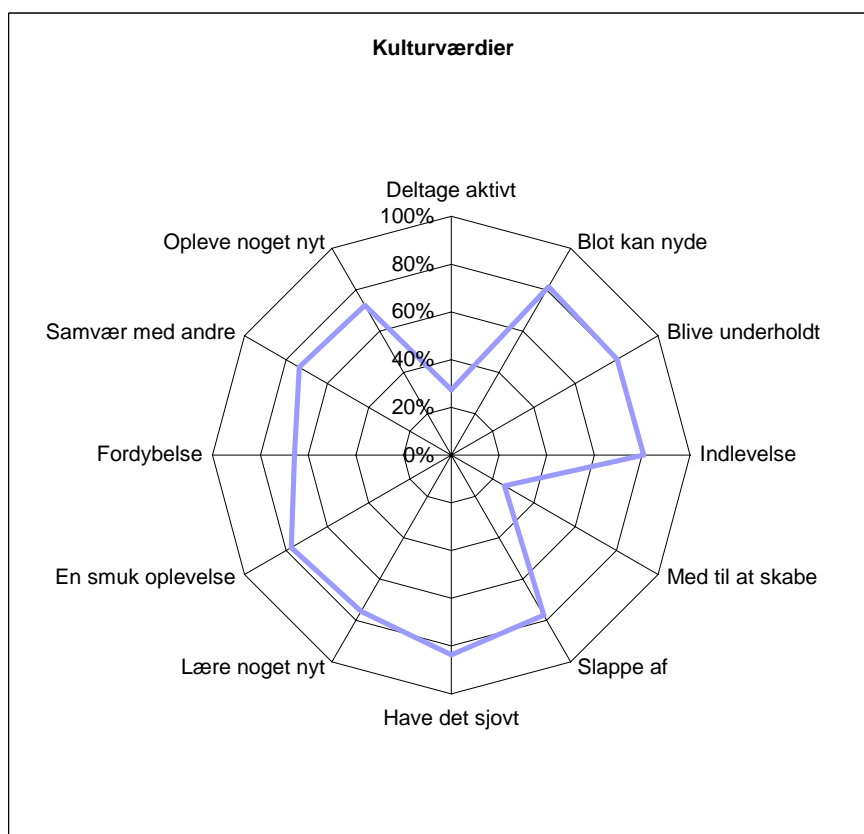 Kulturværdier
Deltage aktivt
100%
Opleve noget nyt
Blot kan nyde
80%
Samvær med andre
60%
Blive underholdt
40%
20%
Fordybelse
0%
Indlevelse
En smuk oplevelse
Med til at skabe
Lære noget nyt
Slappe af
Have det sjovt